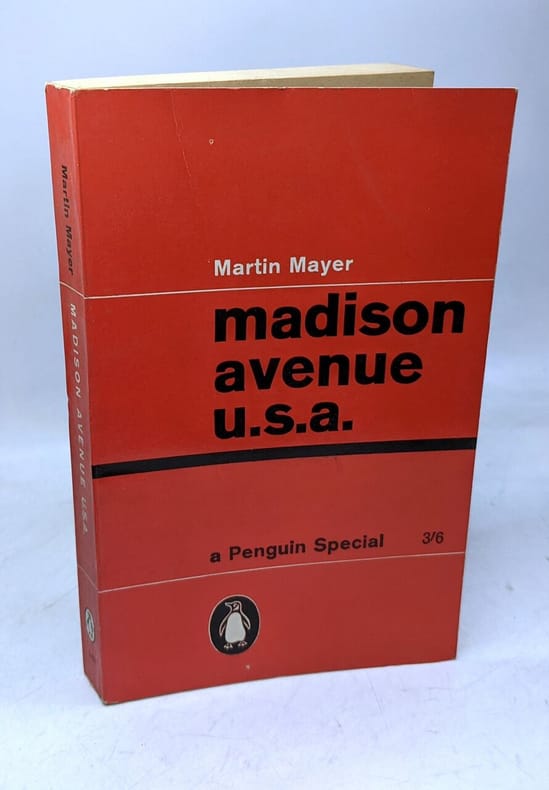 Martin Mayer
madison
avenue
u.s.a.
a Penguin Special 3/6
Martin Mayer
MADISON AVENUE U.S.A.